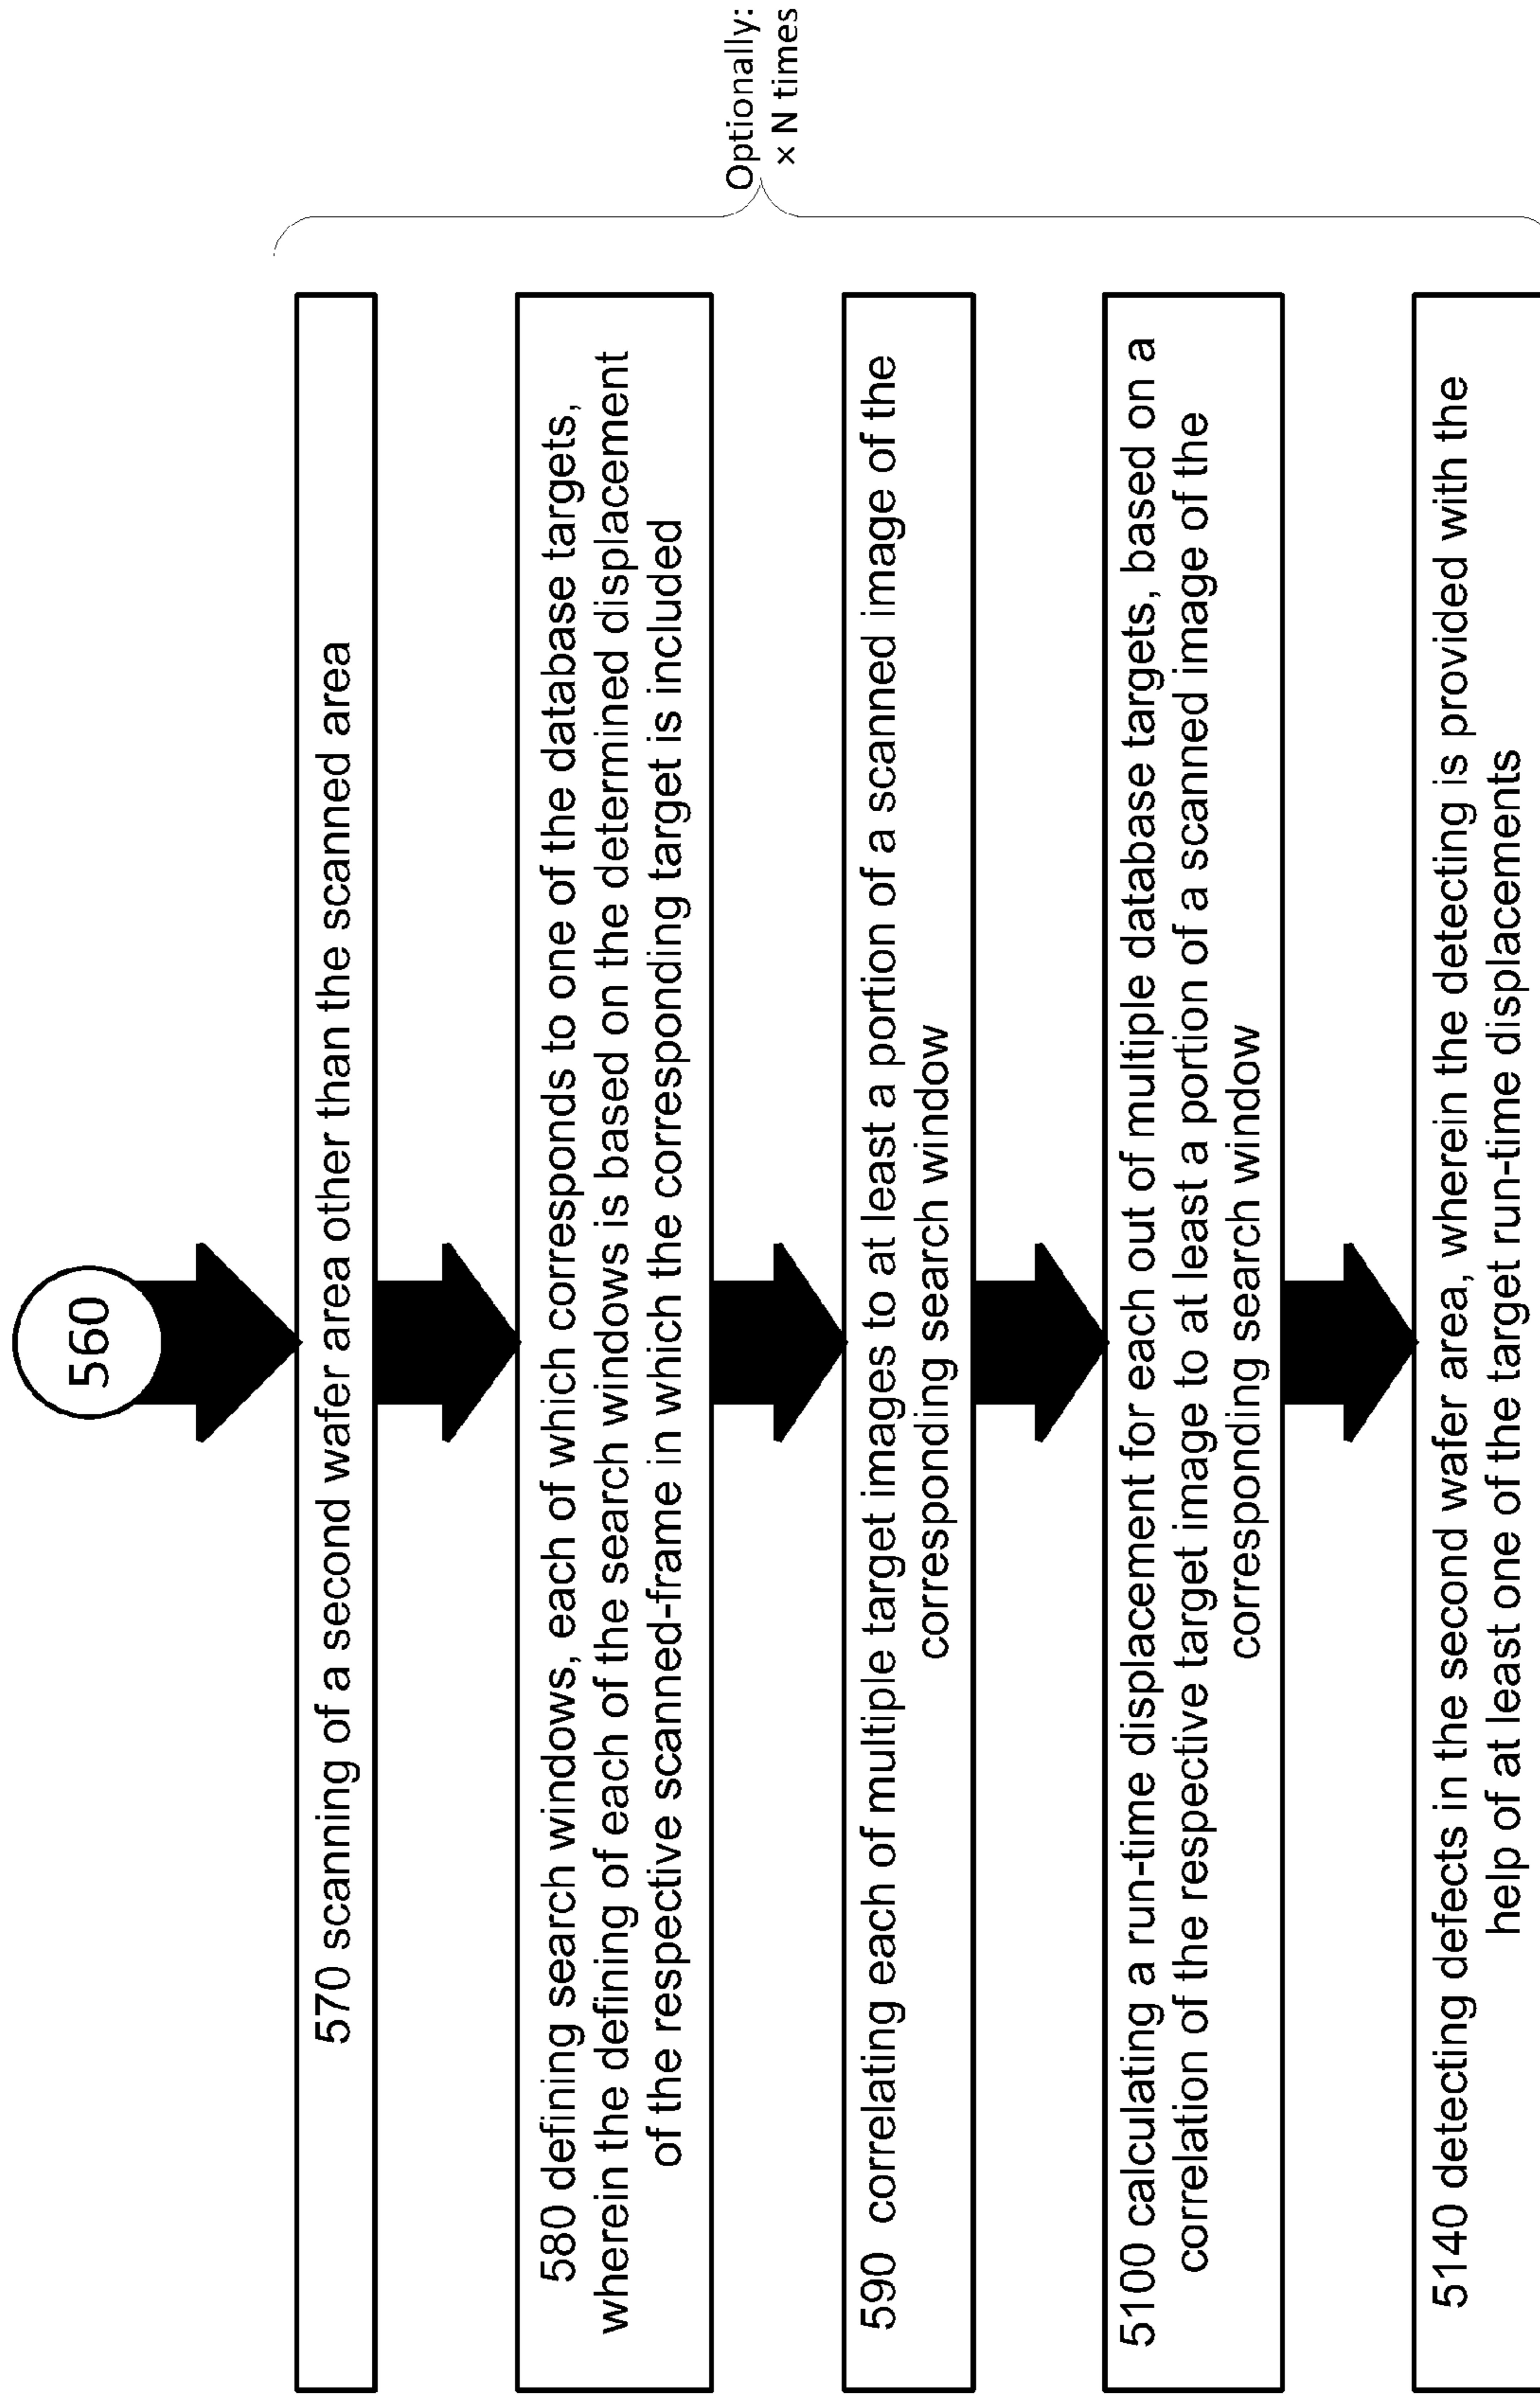 560
570 scanning of a second wafer area other than the scanned area
580 defining search windows, each of which corresponds to one of the database targets,
wherein the defining of each of the search windows is based on the determined displacement
of the respective scanned-frame in which the corresponding target is included
590 correlating each of multiple target images to at least a portion of a scanned image of the
corresponding search window
5100 calculating a run-time displacement for each out of multiple database targets, based on a
correlation of the respective target image to at least a portion of a scanned image of the
corresponding search window
5140 detecting defects in the second wafer area, wherein the detecting is provided with the
help of at least one of the target run-time displacements
Optionally:
× N times